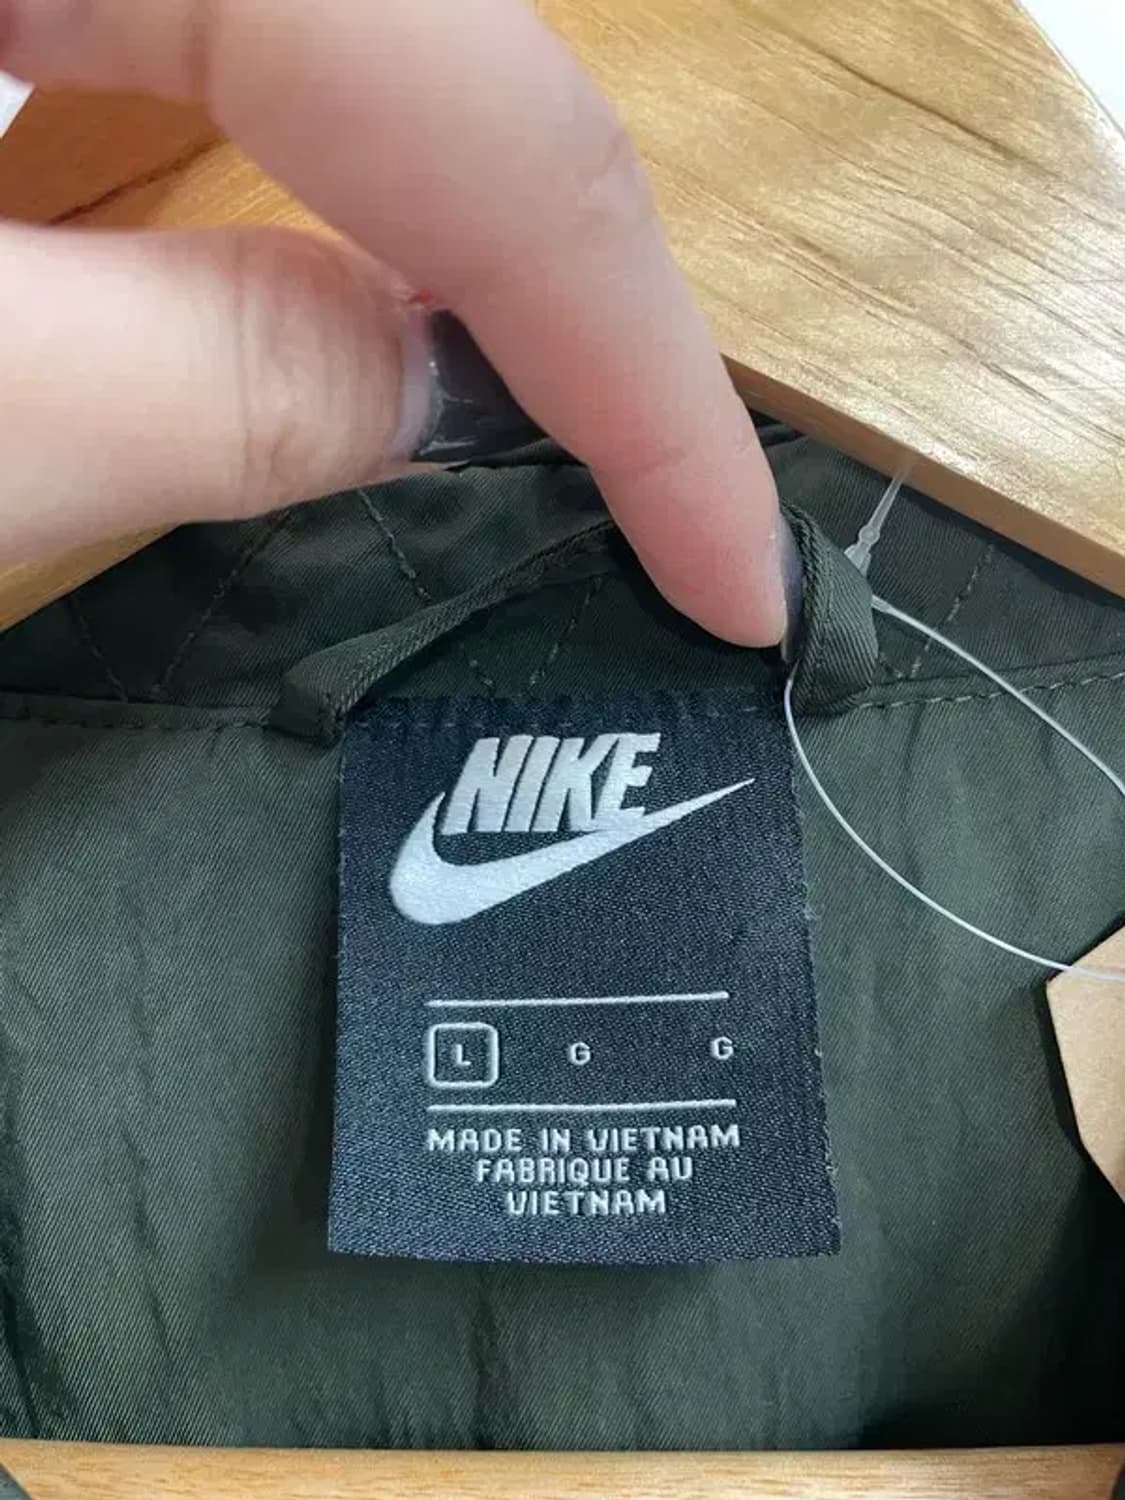 NIKE
L G G
MADE IN VIETNAM
FABRIQUE AU
VIETNAM